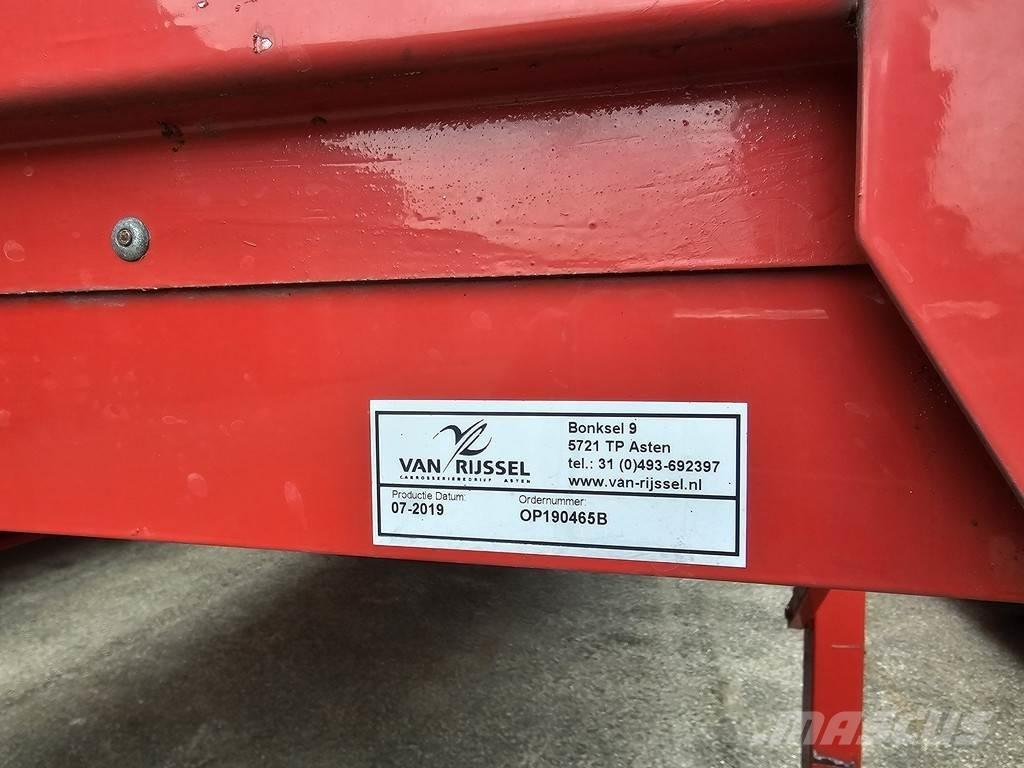 VAN RIJSSEL
CARROSSERIEBEDRIJF ASTEN
Bonksel 9
5721 TP Asten
tel.: 31 (0)493-692397
www.van-rijssel.nl
Productie Datum:
07-2019
Ordernummer:
OP190465B
MASCUS